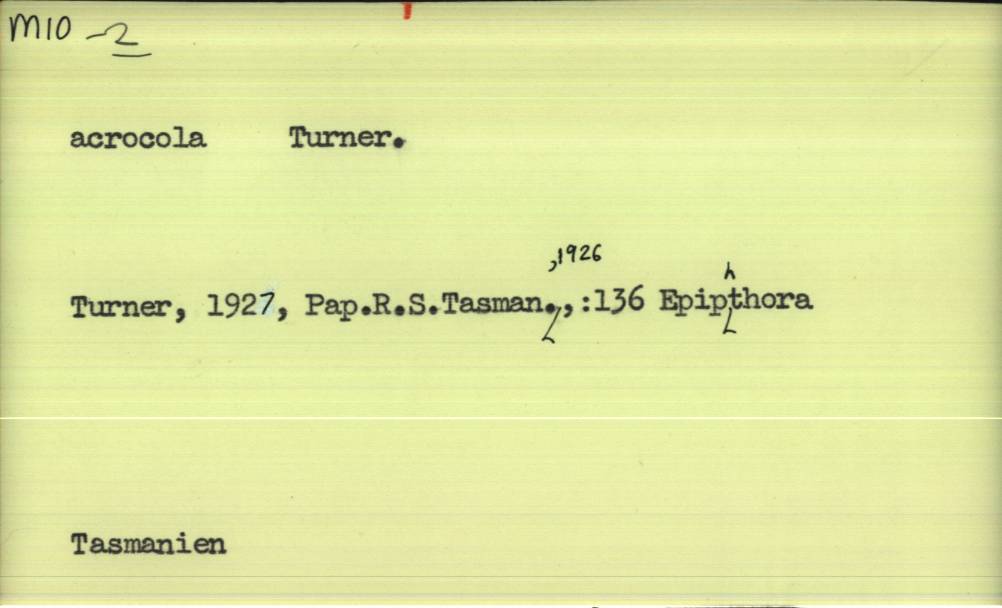 M10 -2
acrocola Turner.
,1926
h
Turner, 1927, Pap.R.S.Tasman.,:136 Epipthora
Tasmanien